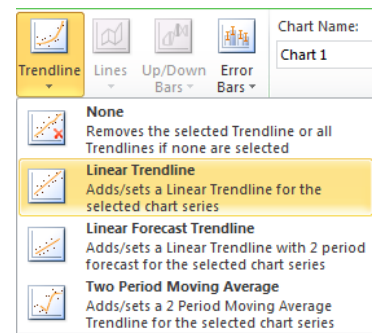 Chart Name:
Chart 1
Trendline Lines Up/Down Error
Bars Bars
None
Removes the selected Trendline or all
Trendlines if none are selected
Linear Trendline
Adds/sets a Linear Trendline for the
selected chart series
Linear Forecast Trendline
Adds/sets a Linear Trendline with 2 period
forecast for the selected chart series
Two Period Moving Average
Adds/sets a 2 Period Moving Average
Trendline for the selected chart series